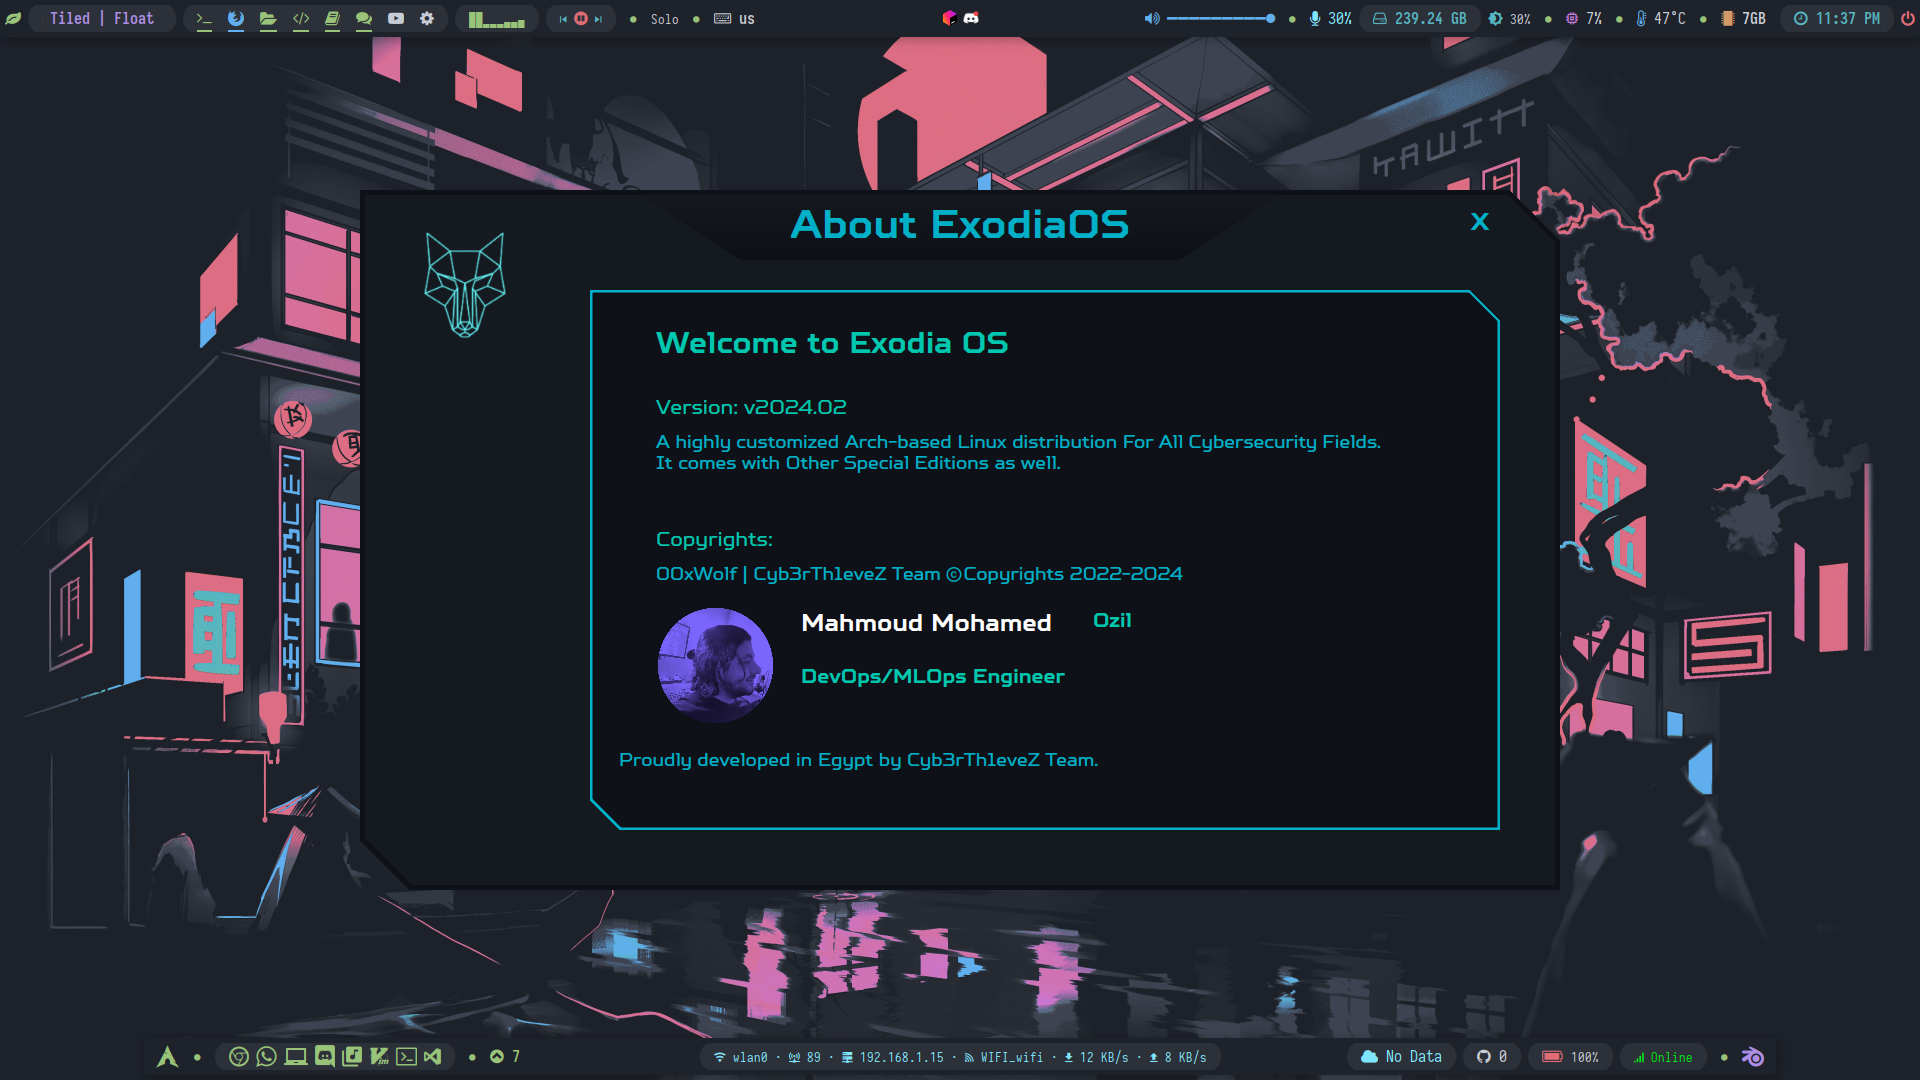 Tiled | Float
Solo
us
30%
239.24 GB
30%
7%
47°C
7GB
11:37 PM
KAWITT
About ExodiaOS
X
Welcome to Exodia OS
Version: v2024.02
A highly customized Arch-based Linux distribution For All Cybersecurity Fields.
It comes with Other Special Editions as well.
Copyrights:
00xWolf | Cyb3rTh1eveZ Team ©Copyrights 2022-2024
Mahmoud Mohamed
Ozil
DevOps/MLOps Engineer
Proudly developed in Egypt by Cyb3rTh1eveZ Team.
7
wlan0 · 89 · 192.168.1.15 · WIFI_wifi · 12 KB/s · 8 KB/s
No Data
0
100%
Online